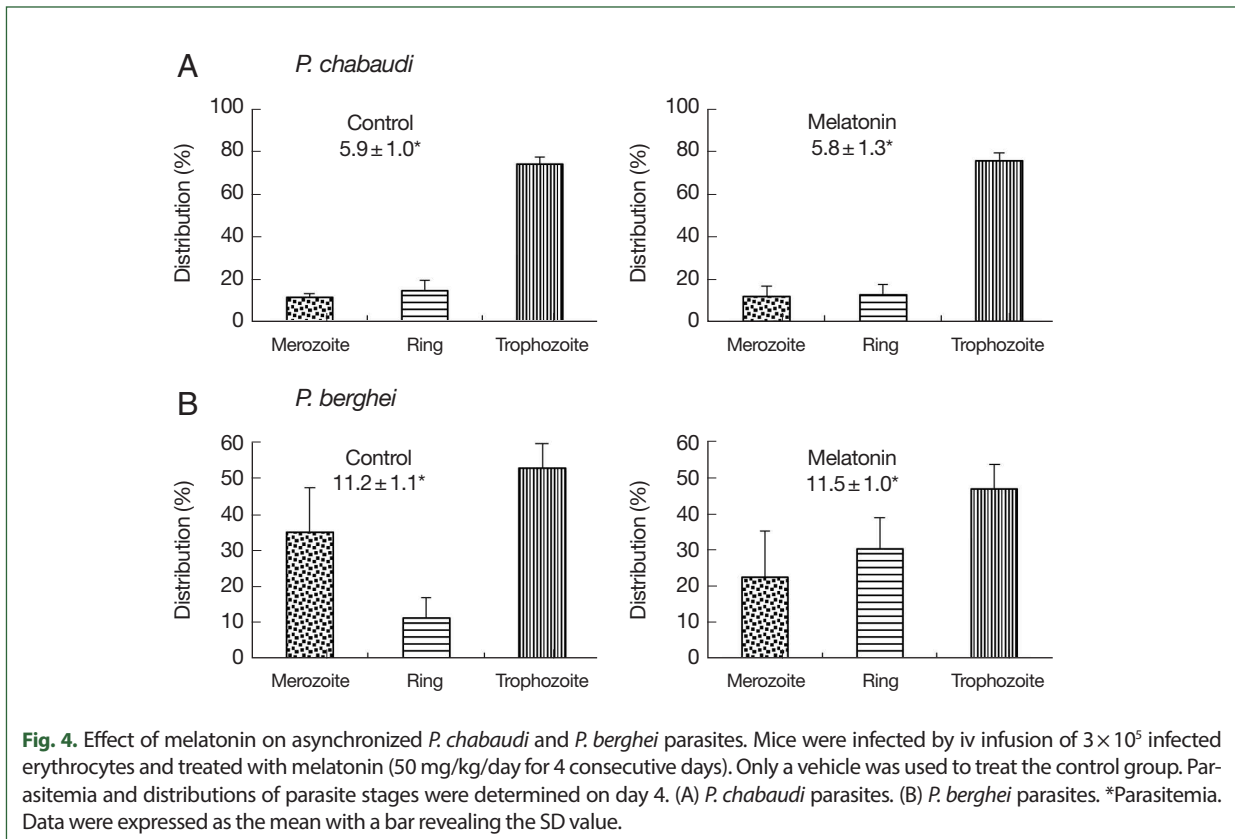 A P. chabaudi
100
80
60
40
20
0
Distribution (%)
Control
5.9 ± 1.0*
Merozoite Ring Trophozoite
100
80
60
40
20
0
Distribution (%)
Melatonin
5.8 ± 1.3*
Merozoite Ring Trophozoite
B P. berghei
60
50
40
30
20
10
0
Distribution (%)
Control
11.2 ± 1.1*
Merozoite Ring Trophozoite
60
50
40
30
20
10
0
Distribution (%)
Melatonin
11.5 ± 1.0*
Merozoite Ring Trophozoite
Fig. 4. Effect of melatonin on asynchronized P. chabaudi and P. berghei parasites. Mice were infected by iv infusion of 3 × 10⁵ infected
erythrocytes and treated with melatonin (50 mg/kg/day for 4 consecutive days). Only a vehicle was used to treat the control group. Par-
asitemia and distributions of parasite stages were determined on day 4. (A) P. chabaudi parasites. (B) P. berghei parasites. *Parasitemia.
Data were expressed as the mean with a bar revealing the SD value.